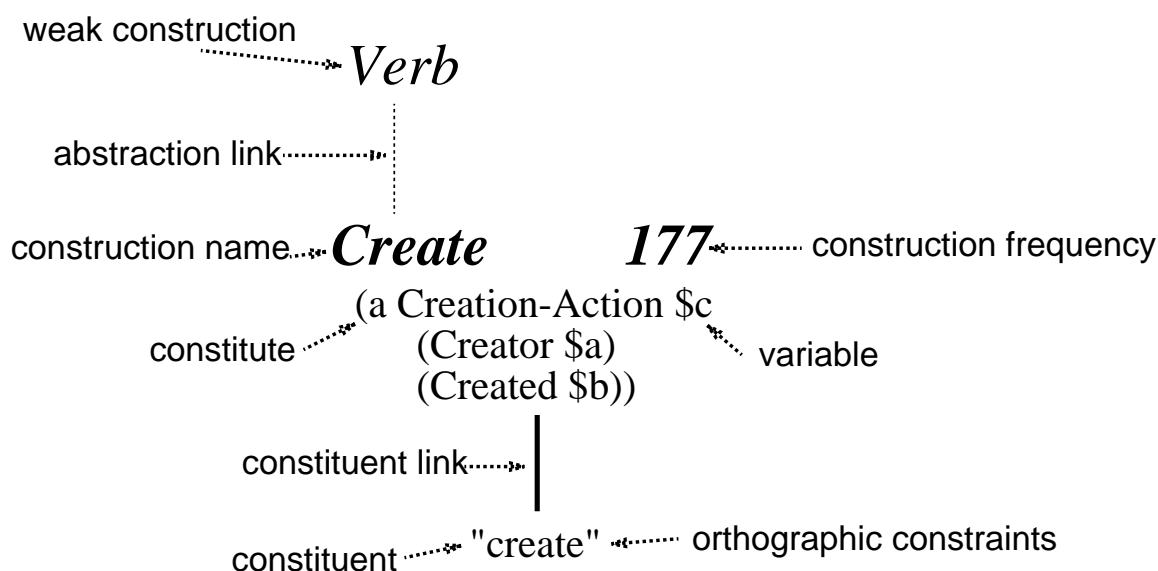 weak construction
Verb
abstraction link
construction name Create 177 construction frequency
(a Creation-Action $c
constitute (Creator $a) variable
(Created $b))
constituent link
constituent "create" orthographic constraints